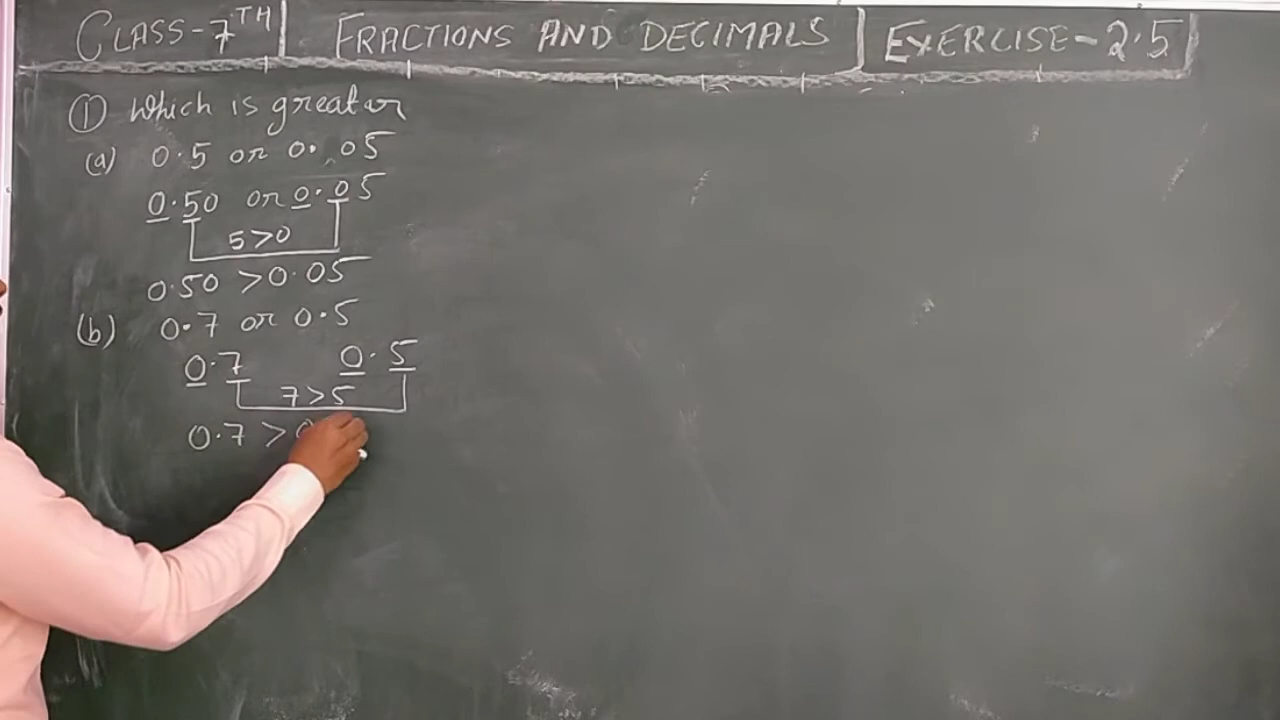 CLASS-7TH | FRACTIONS AND DECIMALS | EXERCISE-2.5
① Which is greater
(a) 0.5 or 0.05
0.50 or 0.05
5>0
0.50 >0.05
(b) 0.7 or 0.5
0.7 0.5
7>5
0.7 >0